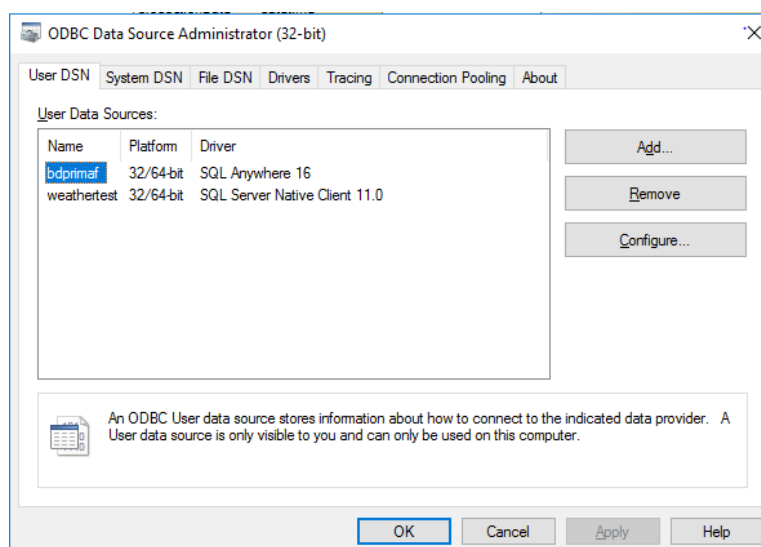 ODBC Data Source Administrator (32-bit)
User DSN System DSN File DSN Drivers Tracing Connection Pooling About
User Data Sources:
Name Platform Driver
bdprimaf 32/64-bit SQL Anywhere 16
weathertest 32/64-bit SQL Server Native Client 11.0
Add...
Remove
Configure...
An ODBC User data source stores information about how to connect to the indicated data provider. A
User data source is only visible to you and can only be used on this computer.
OK Cancel Apply Help